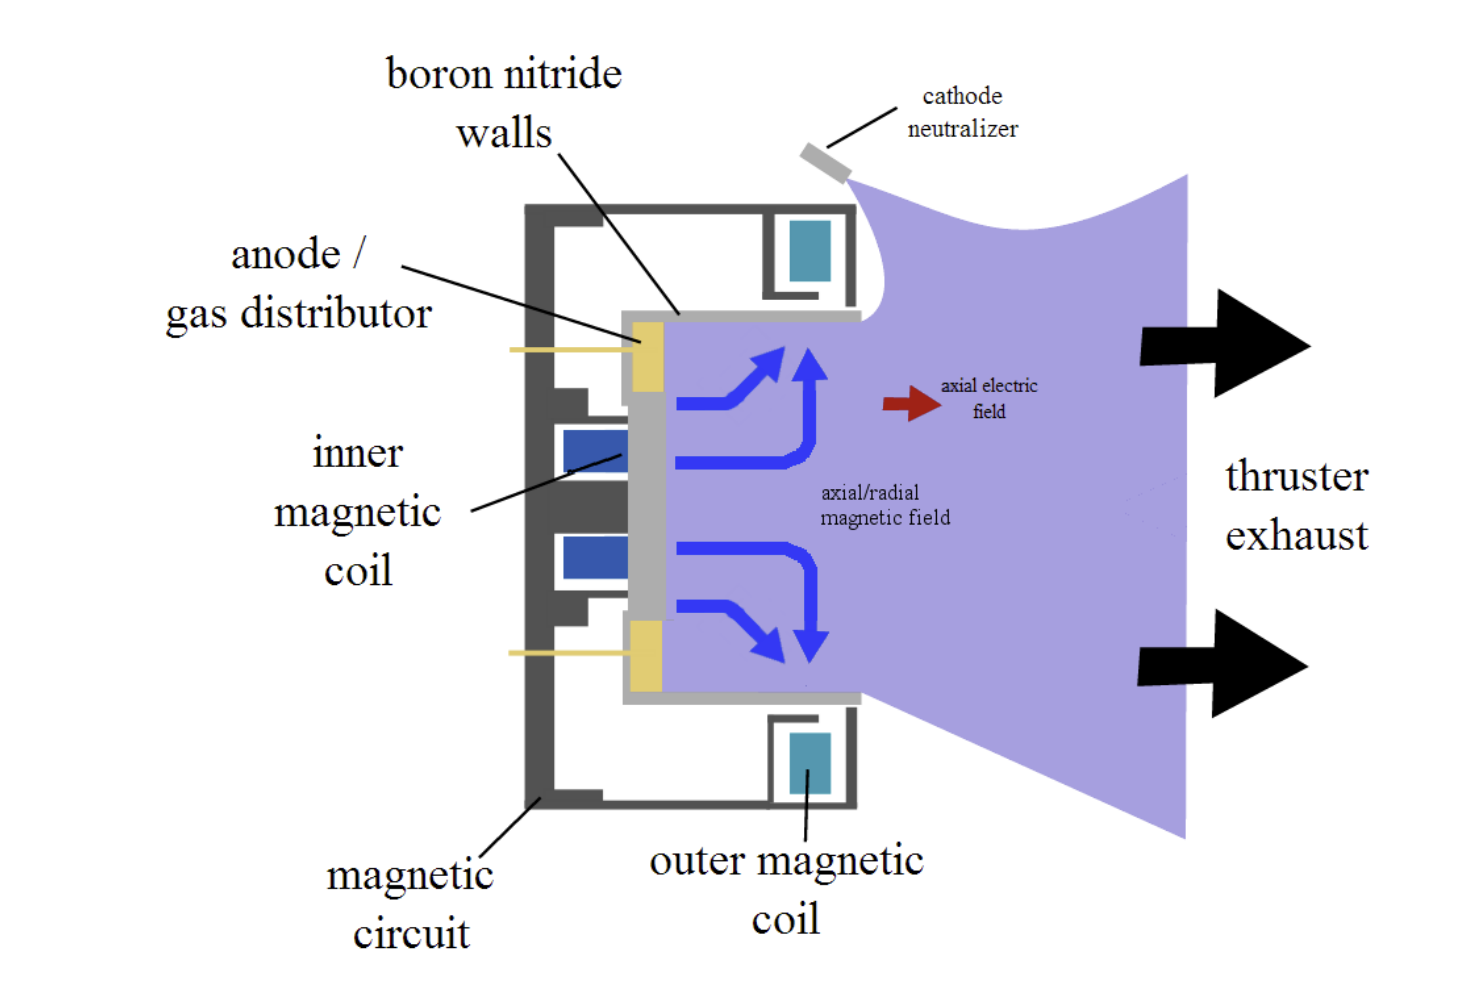 boron nitride
walls
cathode
neutralizer
anode /
gas distributor
axial electric
field
inner
magnetic
coil
axial/radial
magnetic field
thruster
exhaust
magnetic
circuit
outer magnetic
coil